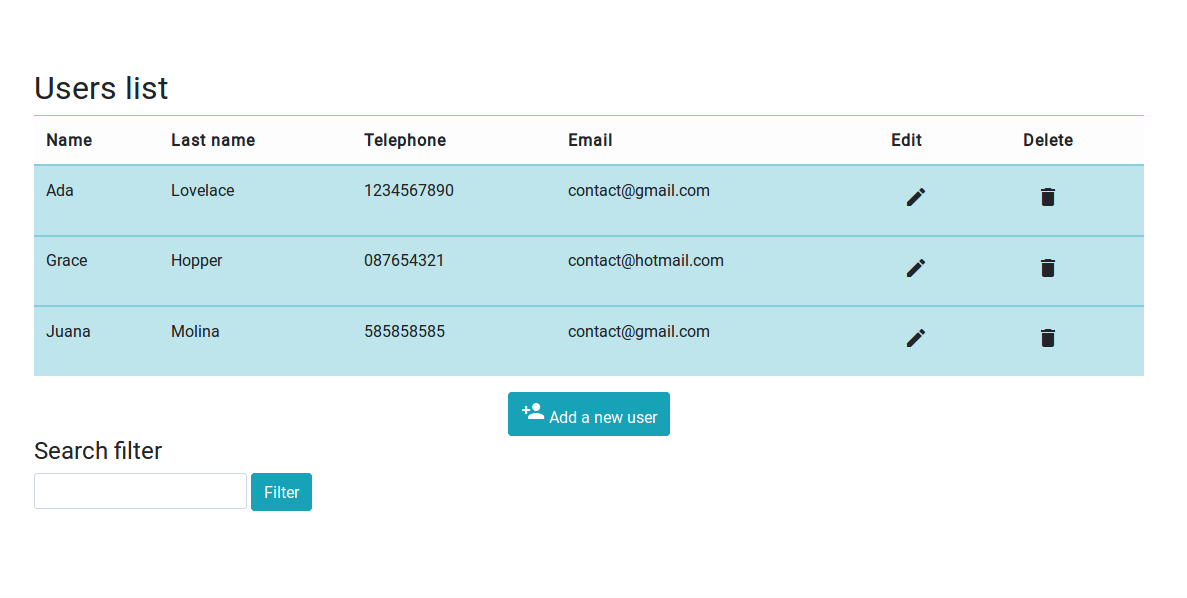 Users list
Name Last name Telephone Email Edit Delete
Ada Lovelace 1234567890 contact@gmail.com
Grace Hopper 087654321 contact@hotmail.com
Juana Molina 585858585 contact@gmail.com
Add a new user
Search filter
Filter